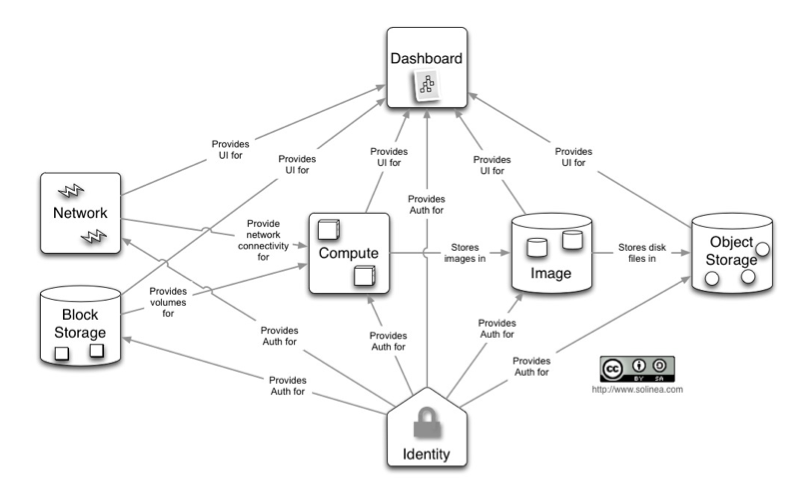 Dashboard
Provides
UI for
Provides
UI for
Provides
UI for
Provides
UI for
Provides
UI for
Provides
Auth for
Network
Provide
network
connectivity
for
Compute
Stores
images in
Image
Stores disk
files in
Object
Storage
Block
Storage
Provides
volumes
for
Provides
Auth for
Provides
Auth for
Provides
Auth for
Provides
Auth for
Provides
Auth for
Identity
cc
BY SA
http://www.solinea.com